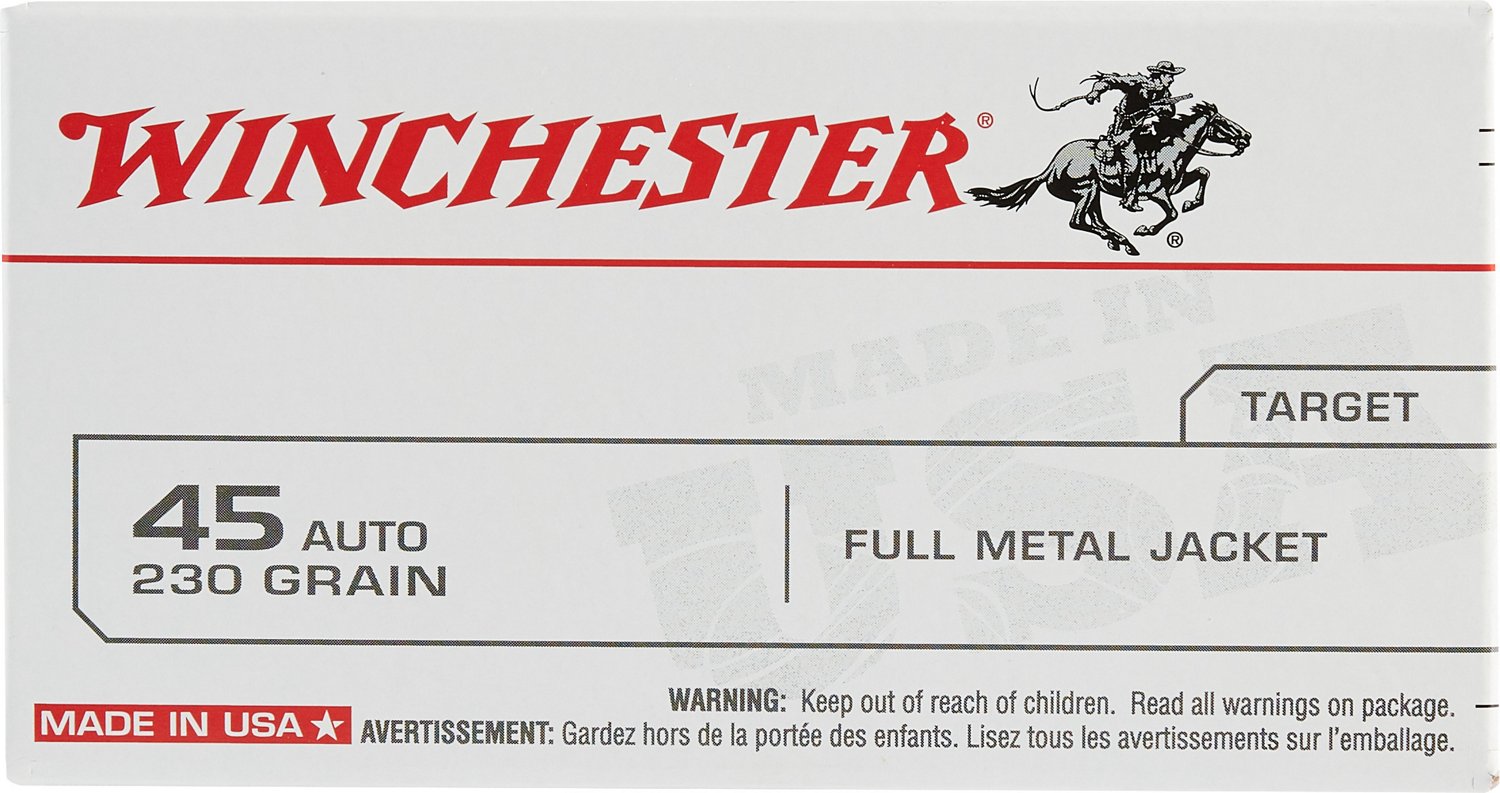 WINCHESTER®
®
MADE IN
USA
TARGET
45 AUTO
230 GRAIN
FULL METAL JACKET
MADE IN USA
WARNING: Keep out of reach of children. Read all warnings on package.
AVERTISSEMENT: Gardez hors de la portée des enfants. Lisez tous les avertissements sur l'emballage.